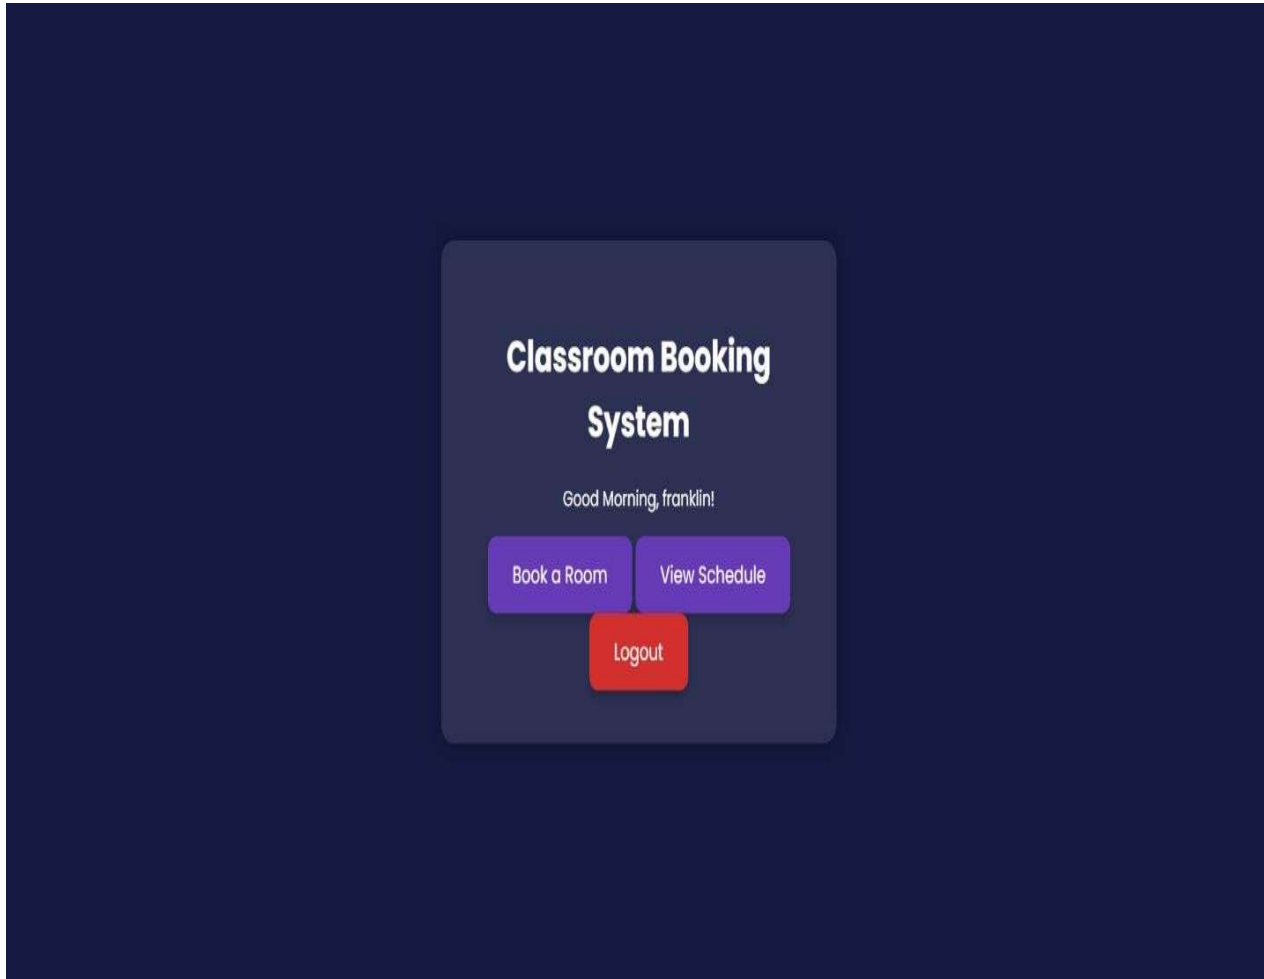 Classroom Booking
System
Good Morning, franklin!
Book a Room
View Schedule
Logout